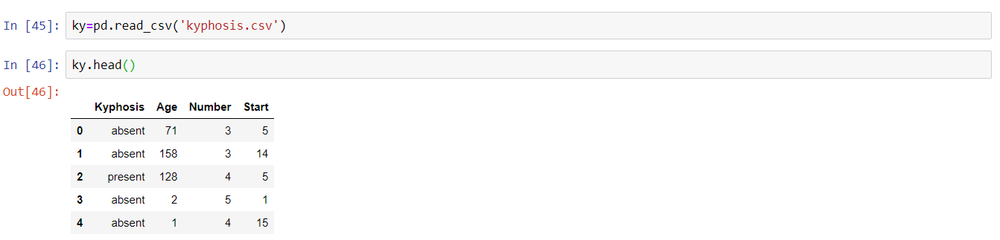 In [45]: ky=pd.read_csv('kyphosis.csv')
In [46]: ky.head()
Out[46]:
Kyphosis Age Number Start
0 absent 71 3 5
1 absent 158 3 14
2 present 128 4 5
3 absent 2 5 1
4 absent 1 4 15